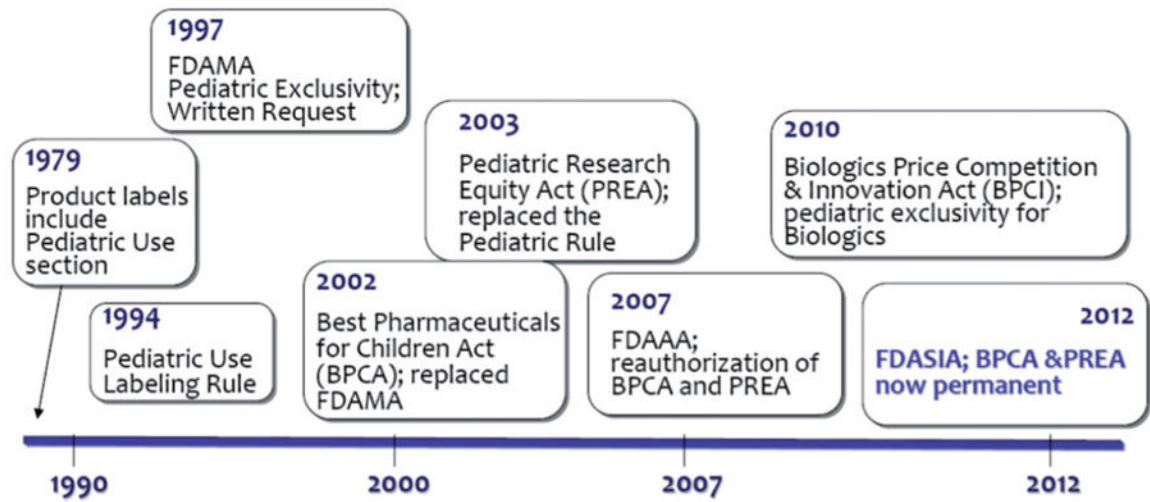 1997
FDAMA
Pediatric Exclusivity;
Written Request
1979
Product labels
include
Pediatric Use
section
1994
Pediatric Use
Labeling Rule
2003
Pediatric Research
Equity Act (PREA);
replaced the
Pediatric Rule
2002
Best Pharmaceuticals
for Children Act
(BPCA); replaced
FDAMA
2010
Biologics Price Competition
& Innovation Act (BPCI);
pediatric exclusivity for
Biologics
2007
FDAAA;
reauthorization of
BPCA and PREA
2012
FDASIA; BPCA &PREA
now permanent
1990
2000
2007
2012